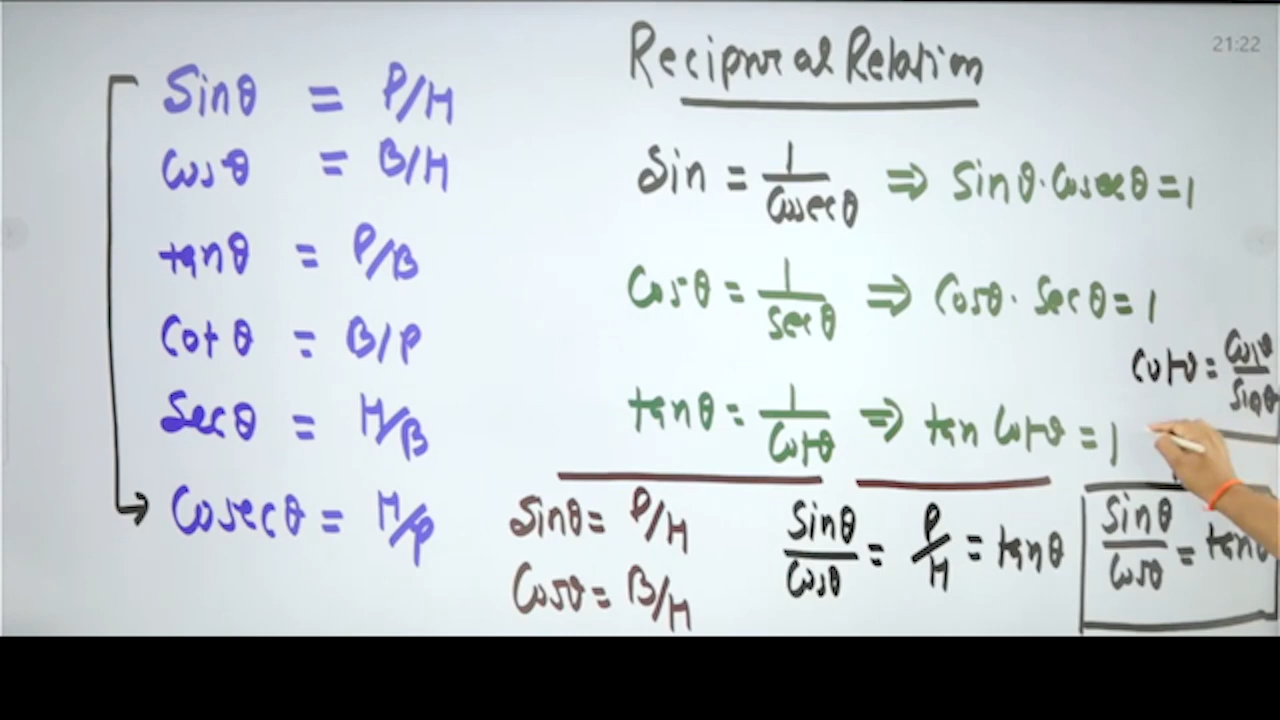 21:22
Sinθ = P/H
Cosθ = B/H
tanθ = P/B
Cot θ = B/P
Secθ = H/B
Cosecθ = H/P
Reciprocal Relation
Sin = 1/Cosecθ ⇒ Sinθ·Cosecθ = 1
Cosθ = 1/Secθ ⇒ Cosθ · Secθ = 1
tanθ = 1/Cotθ ⇒ tan Cotθ = 1
Cotθ = Cosθ/Sinθ
Sinθ = P/H
Cosθ = B/H
Sinθ/Cosθ = P/H = tanθ
Sinθ/Cosθ = tanθ